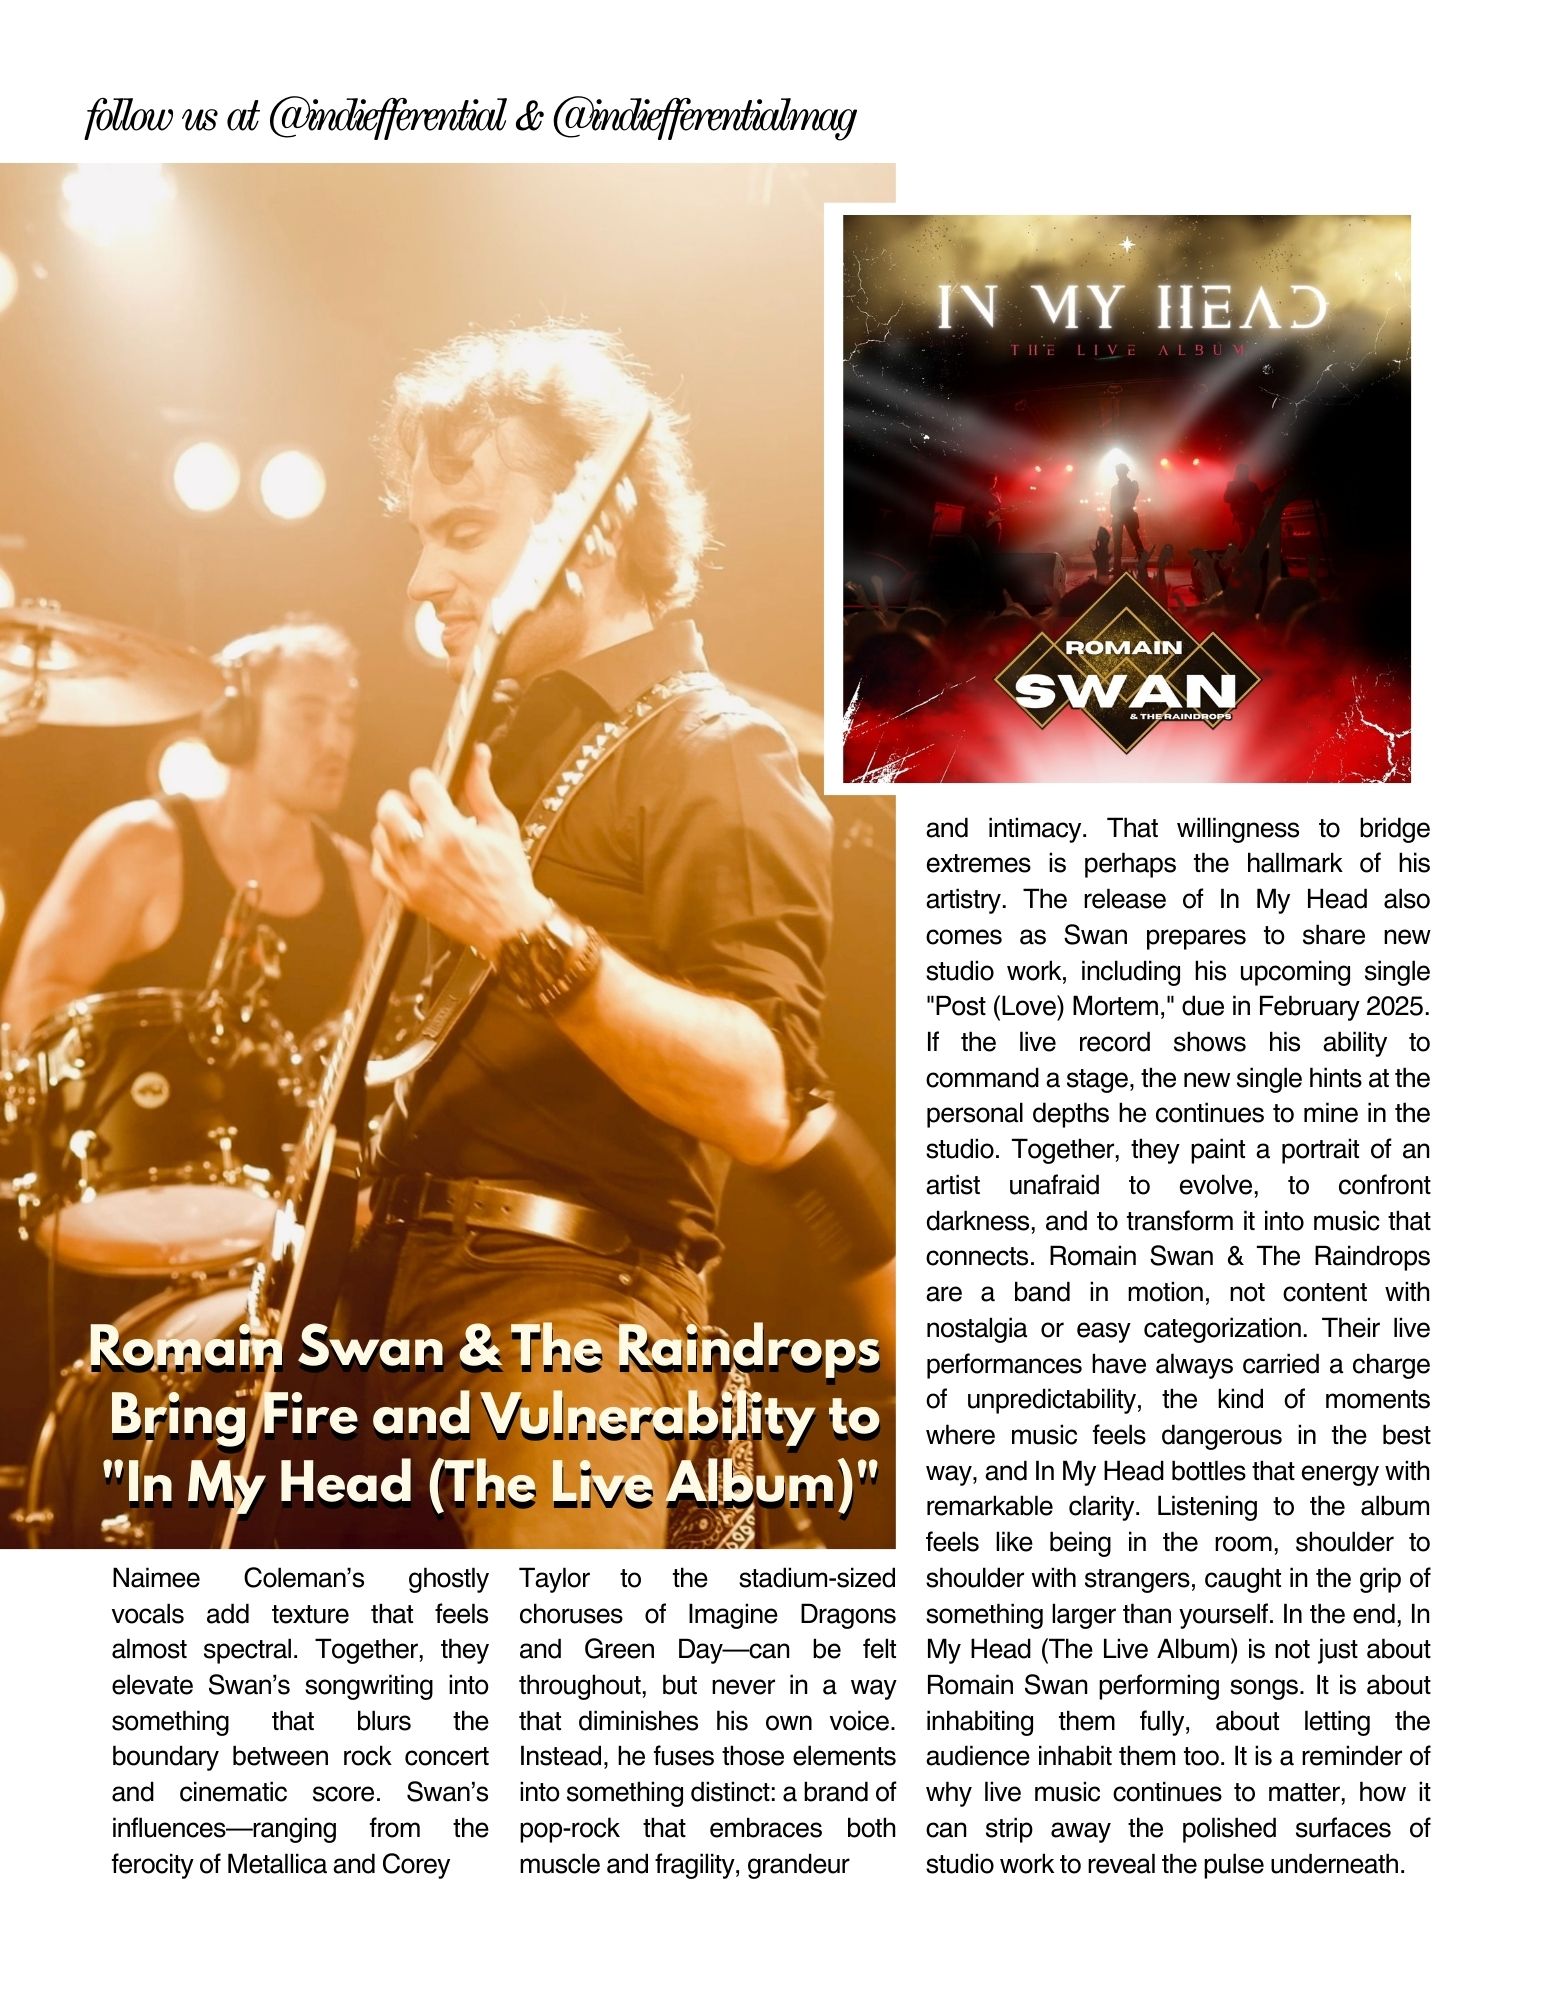 follow us at @indiefferential & @indiefferentialmag
IN MY HEAD
THE LIVE ALBUM
ROMAIN
SWAN
& THE RAINDROPS
Romain Swan & The Raindrops
Bring Fire and Vulnerability to
"In My Head (The Live Album)"
Naimee Coleman’s ghostly
vocals add texture that feels
almost spectral. Together, they
elevate Swan’s songwriting into
something that blurs the
boundary between rock concert
and cinematic score. Swan’s
influences—ranging from the
ferocity of Metallica and Corey
Taylor to the stadium-sized
choruses of Imagine Dragons
and Green Day—can be felt
throughout, but never in a way
that diminishes his own voice.
Instead, he fuses those elements
into something distinct: a brand of
pop-rock that embraces both
muscle and fragility, grandeur
and intimacy. That willingness to bridge
extremes is perhaps the hallmark of his
artistry. The release of In My Head also
comes as Swan prepares to share new
studio work, including his upcoming single
"Post (Love) Mortem," due in February 2025.
If the live record shows his ability to
command a stage, the new single hints at the
personal depths he continues to mine in the
studio. Together, they paint a portrait of an
artist unafraid to evolve, to confront
darkness, and to transform it into music that
connects. Romain Swan & The Raindrops
are a band in motion, not content with
nostalgia or easy categorization. Their live
performances have always carried a charge
of unpredictability, the kind of moments
where music feels dangerous in the best
way, and In My Head bottles that energy with
remarkable clarity. Listening to the album
feels like being in the room, shoulder to
shoulder with strangers, caught in the grip of
something larger than yourself. In the end, In
My Head (The Live Album) is not just about
Romain Swan performing songs. It is about
inhabiting them fully, about letting the
audience inhabit them too. It is a reminder of
why live music continues to matter, how it
can strip away the polished surfaces of
studio work to reveal the pulse underneath.